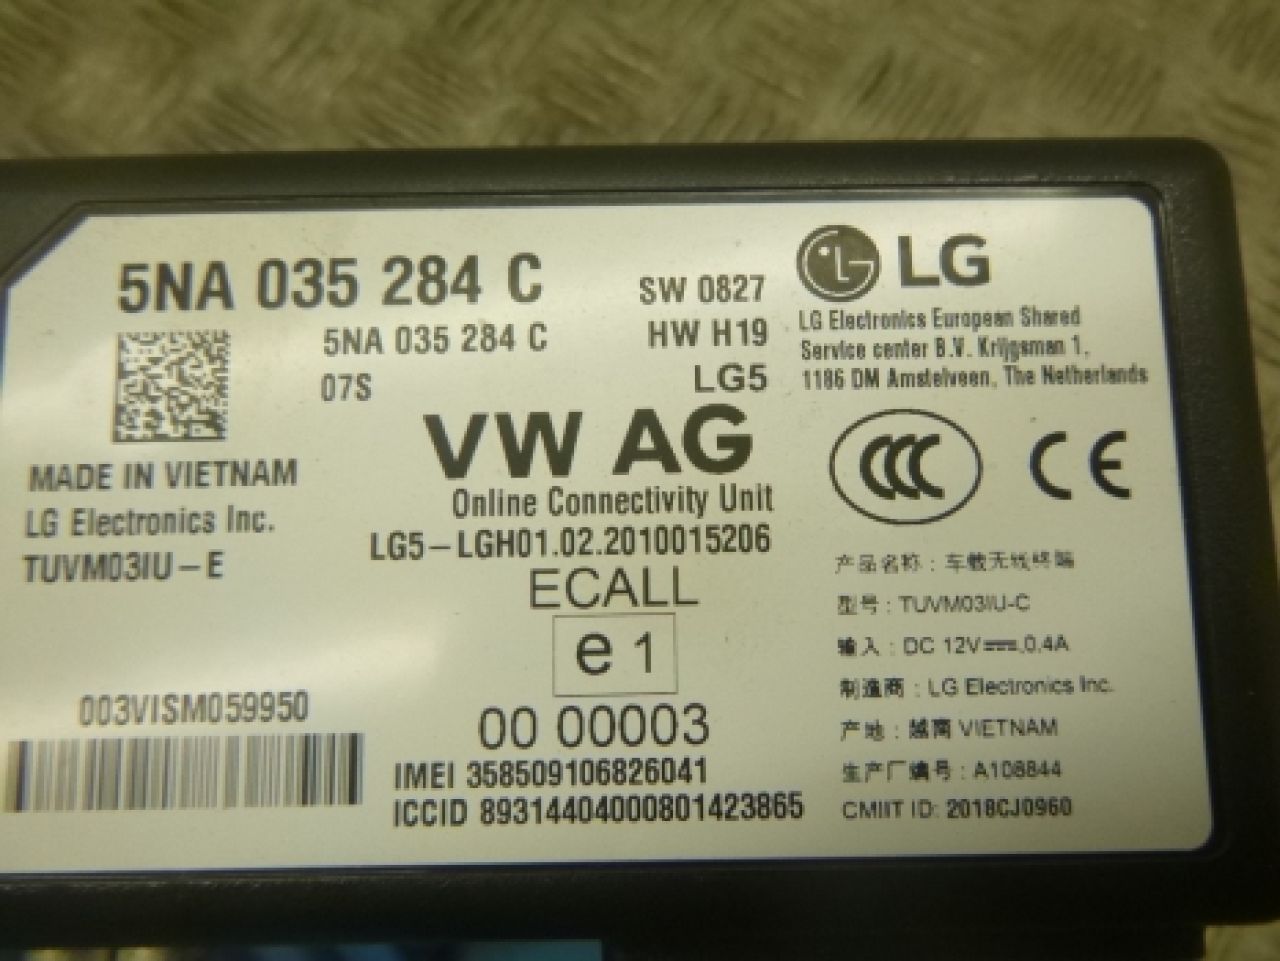 5NA 035 284 C
5NA 035 284 C
07S
SW 0827
HW H19
LG5
LG
LG Electronics European Shared
Service center B.V. Krijgsman 1,
1186 DM Amstelveen, The Netherlands
VW AG
Online Connectivity Unit
LG5-LGH01.02.2010015206
MADE IN VIETNAM
LG Electronics Inc.
TUVM03IU-E
CCC
CE
ECALL
e1
00 00003
003VISM059950
IMEI 358509106826041
ICCID 89314404000801423865
产品名称：车载无线终端
型号：TUVM03IU-C
输入：DC 12V⎓,0.4A
制造商：LG Electronics Inc.
产地：越南 VIETNAM
生产厂编号：A108844
CMIIT ID: 2018CJ0960